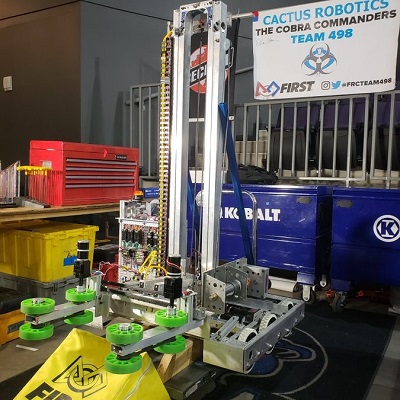 CACTUS ROBOTICS
THE COBRA COMMANDERS
TEAM 498
FIRST
@FRCTEAM498
KOBALT
K